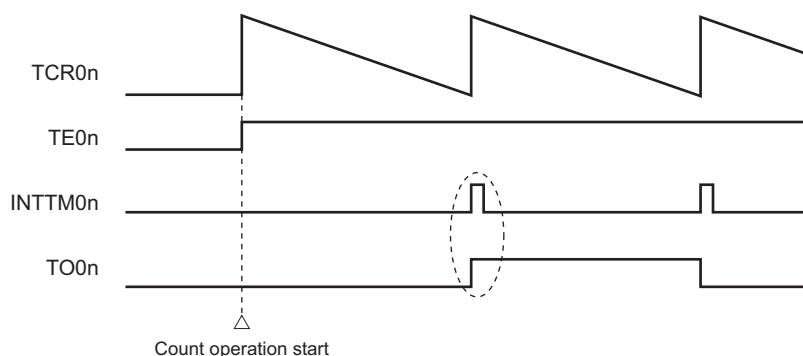 TCR0n
TE0n
INTTM0n
TO0n
Count operation start